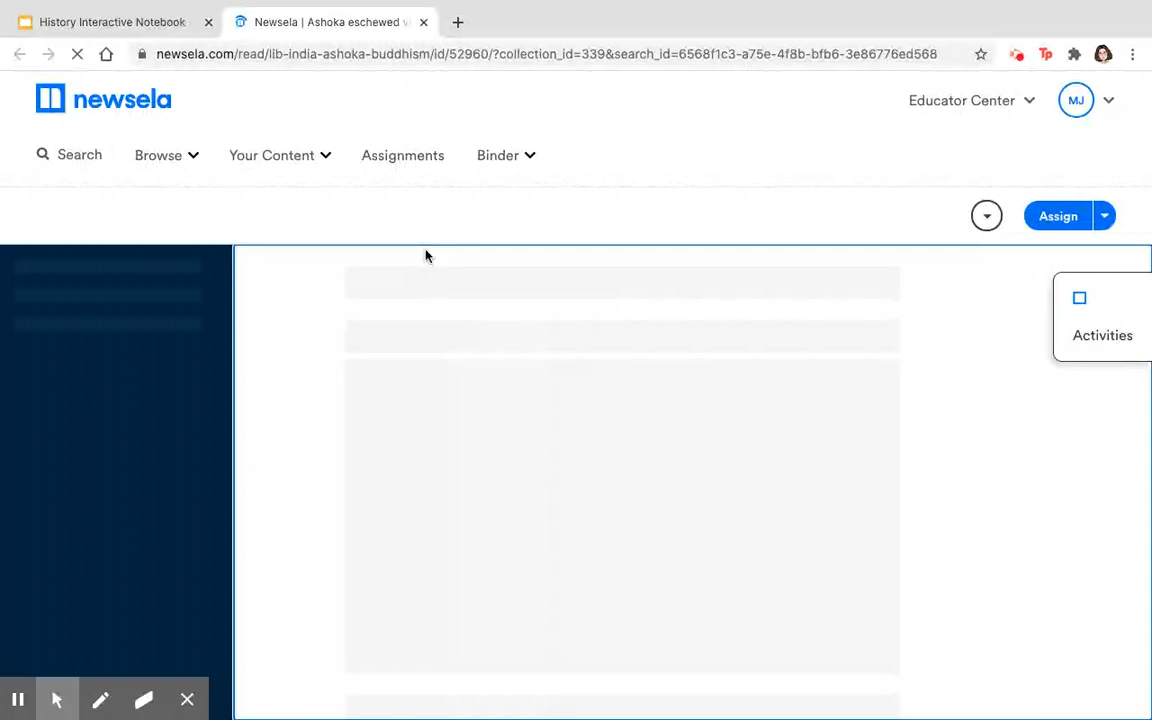 History Interactive Notebook
Newsela | Ashoka eschewed v
newsela.com/read/lib-india-ashoka-buddhism/id/52960/?collection_id=339&search_id=6568f1c3-a75e-4f8b-bfb6-3e86776ed568
Tp
newsela
Educator Center
MJ
Search
Browse
Your Content
Assignments
Binder
Assign
Activities